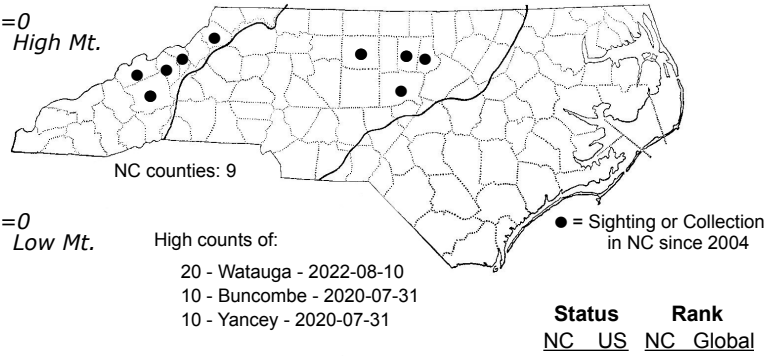 =0
High Mt.
NC counties: 9
=0
Low Mt.
● = Sighting or Collection
in NC since 2004
High counts of:
20 - Watauga - 2022-08-10
10 - Buncombe - 2020-07-31
10 - Yancey - 2020-07-31
Status Rank
NC US NC Global